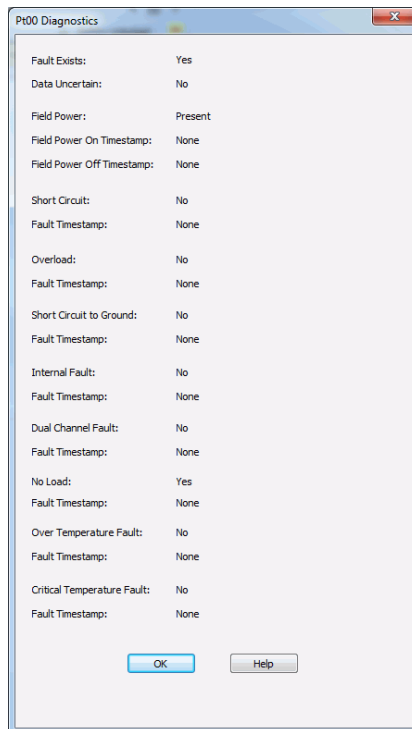 Pt00 Diagnostics
Fault Exists: Yes
Data Uncertain: No
Field Power: Present
Field Power On Timestamp: None
Field Power Off Timestamp: None
Short Circuit: No
Fault Timestamp: None
Overload: No
Fault Timestamp: None
Short Circuit to Ground: No
Fault Timestamp: None
Internal Fault: No
Fault Timestamp: None
Dual Channel Fault: No
Fault Timestamp: None
No Load: Yes
Fault Timestamp: None
Over Temperature Fault: No
Fault Timestamp: None
Critical Temperature Fault: No
Fault Timestamp: None
OK Help